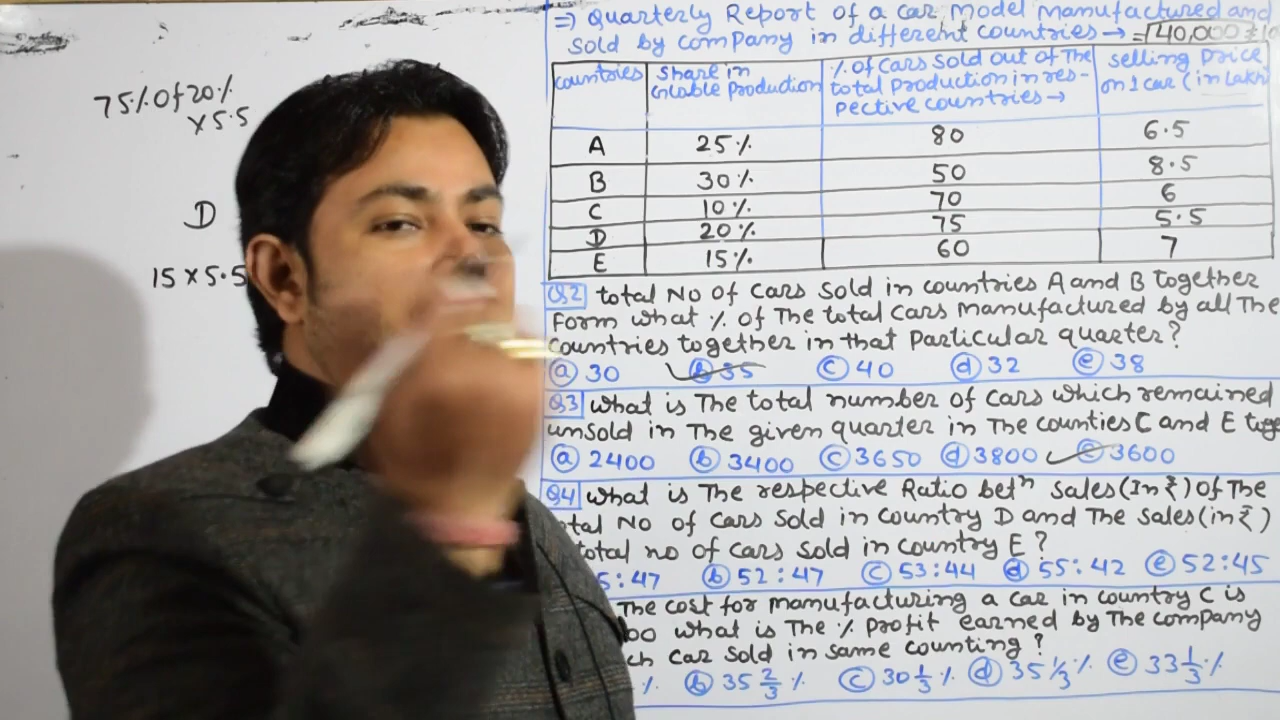 75% of 20%
x 5.5
D
15 x 5.5
⇒ Quarterly Report of a car model manufactured and
sold by company in different countries → = 40,000
countries | share in Glable production | % of cars sold out of The total production in res-pective countries → | selling price on 1 car (in Lakh
A | 25% | 80 | 6.5
B | 30% | 50 | 8.5
C | 10% | 70 | 6
D | 20% | 75 | 5.5
E | 15% | 60 | 7
Q2 total No of cars sold in countries A and B together
Form what % of The total cars manufactured by all The
countries together in that particular quarter?
a 30 b 35 c 40 d 32 e 38
Q3 what is The total number of cars which remained
unsold in The given quarter in The counties C and E toge
a 2400 b 3400 c 3650 d 3800 e 3600
Q4 what is The respective Ratio betn sales (In ₹) of The
tal No of cars sold in country D and The sales (in ₹)
total no of cars sold in country E?
5:47 b 52:47 c 53:44 d 55:42 e 52:45
The cost for manufacturing a car in country C is
what is The % profit earned by The company
ch car sold in same counting?
% b 35 2/3 % c 30 1/3 % d 35 1/3 % e 33 1/3 %